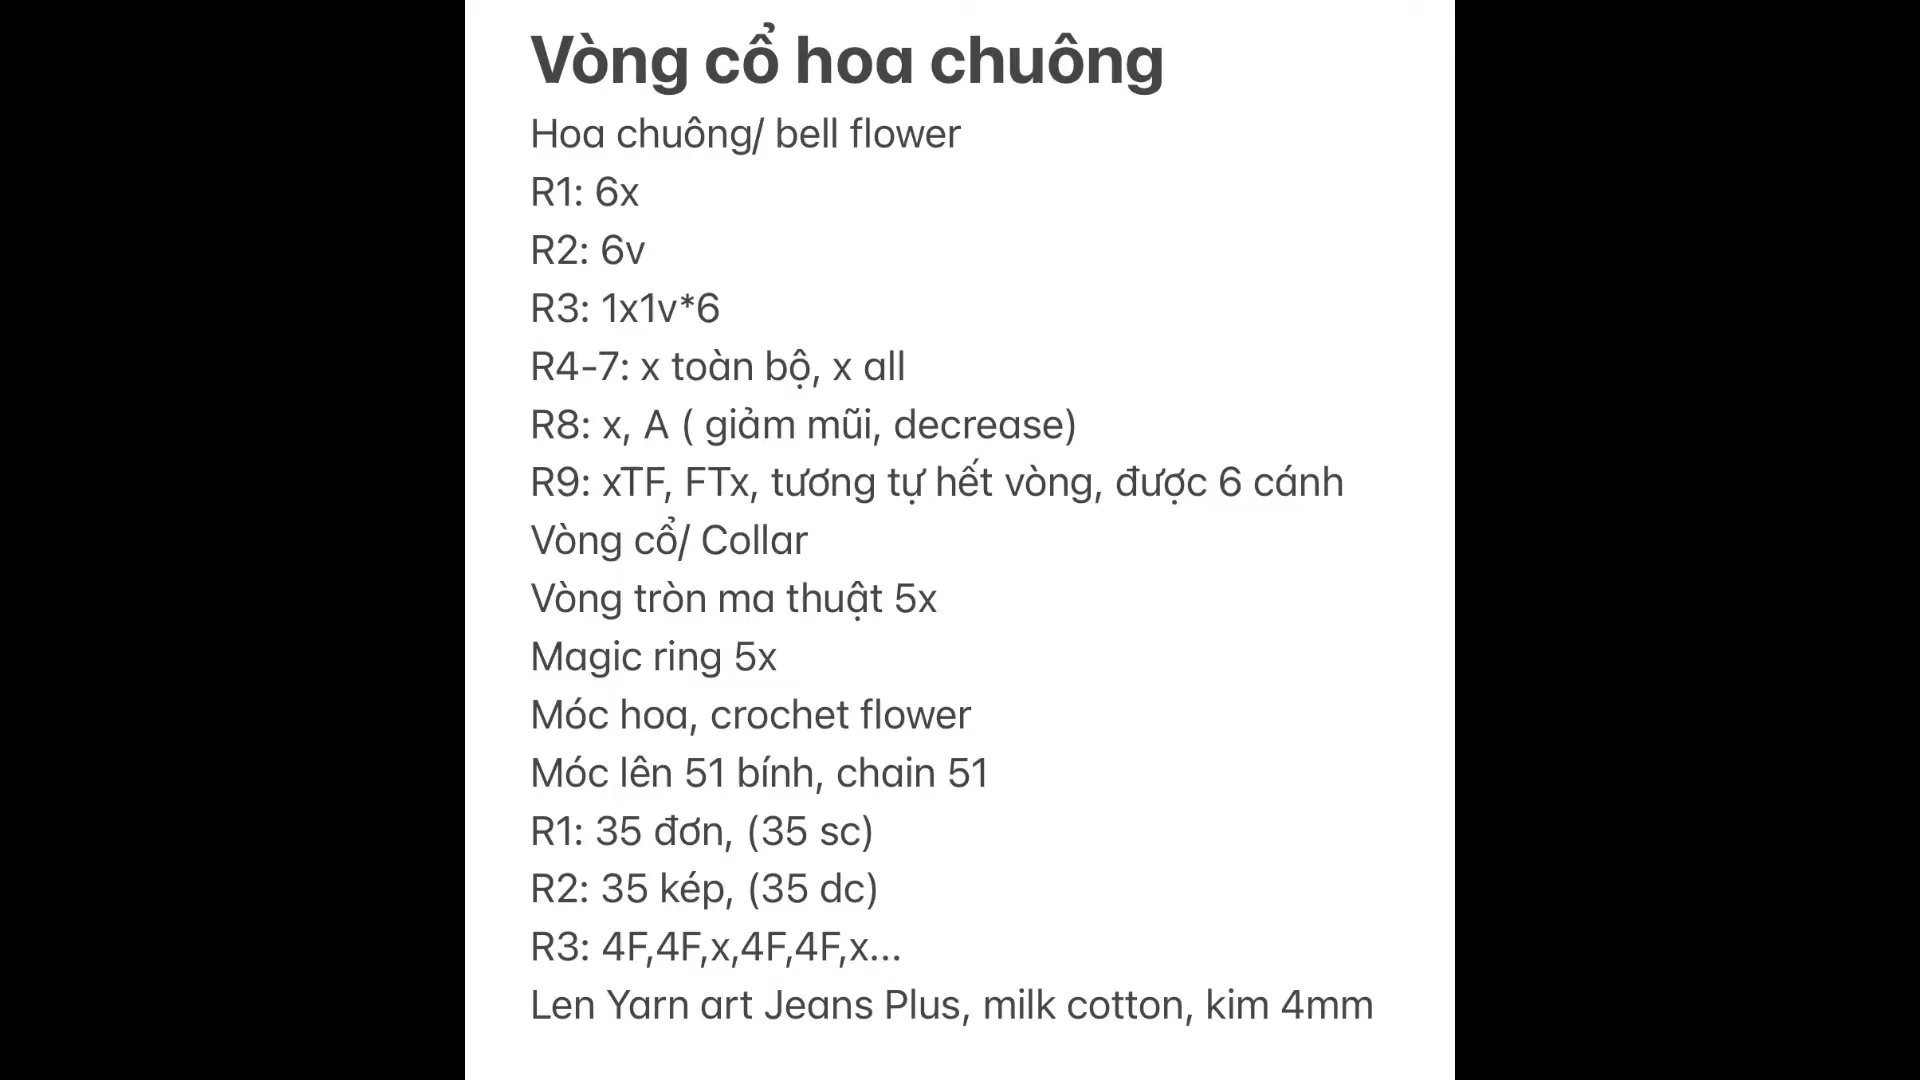 Vòng cổ hoa chuông
Hoa chuông/ bell flower
R1: 6x
R2: 6v
R3: 1x1v*6
R4-7: x toàn bộ, x all
R8: x, A ( giảm mũi, decrease)
R9: xTF, FTx, tương tự hết vòng, được 6 cánh
Vòng cổ/ Collar
Vòng tròn ma thuật 5x
Magic ring 5x
Móc hoa, crochet flower
Móc lên 51 bính, chain 51
R1: 35 đơn, (35 sc)
R2: 35 kép, (35 dc)
R3: 4F,4F,x,4F,4F,x...
Len Yarn art Jeans Plus, milk cotton, kim 4mm